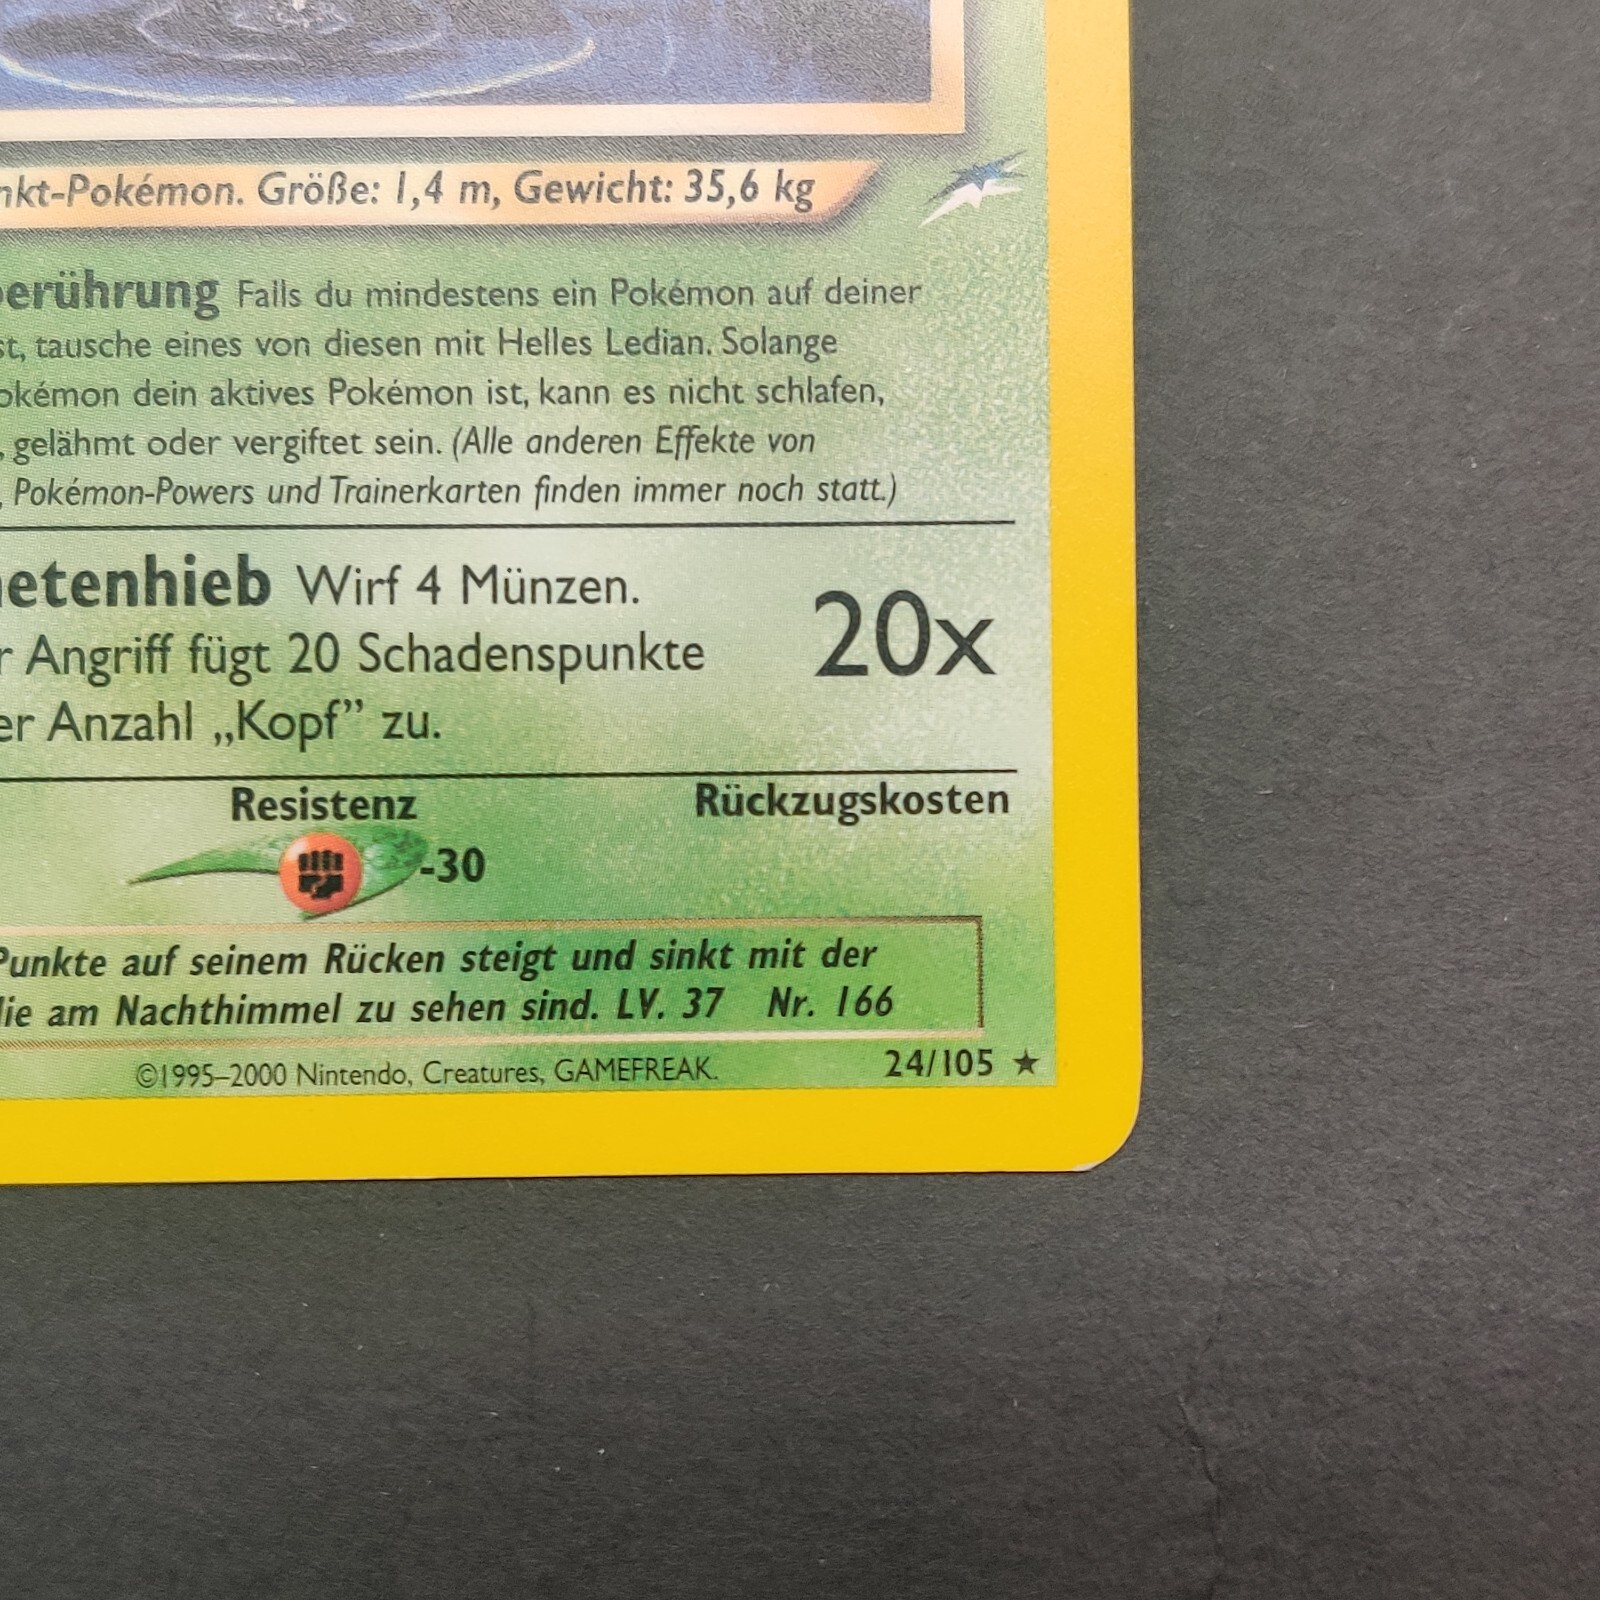 nkt-Pokémon. Größe: 1,4 m, Gewicht: 35,6 kg
berührung Falls du mindestens ein Pokémon auf deiner
st, tausche eines von diesen mit Helles Ledian. Solange
okémon dein aktives Pokémon ist, kann es nicht schlafen,
, gelähmt oder vergiftet sein. (Alle anderen Effekte von
, Pokémon-Powers und Trainerkarten finden immer noch statt.)
etenhieb Wirf 4 Münzen.
r Angriff fügt 20 Schadenspunkte
er Anzahl „Kopf” zu.
20x
Resistenz
Rückzugskosten
-30
Punkte auf seinem Rücken steigt und sinkt mit der
die am Nachthimmel zu sehen sind. LV. 37 Nr. 166
©1995–2000 Nintendo, Creatures, GAMEFREAK.
24/105 ★